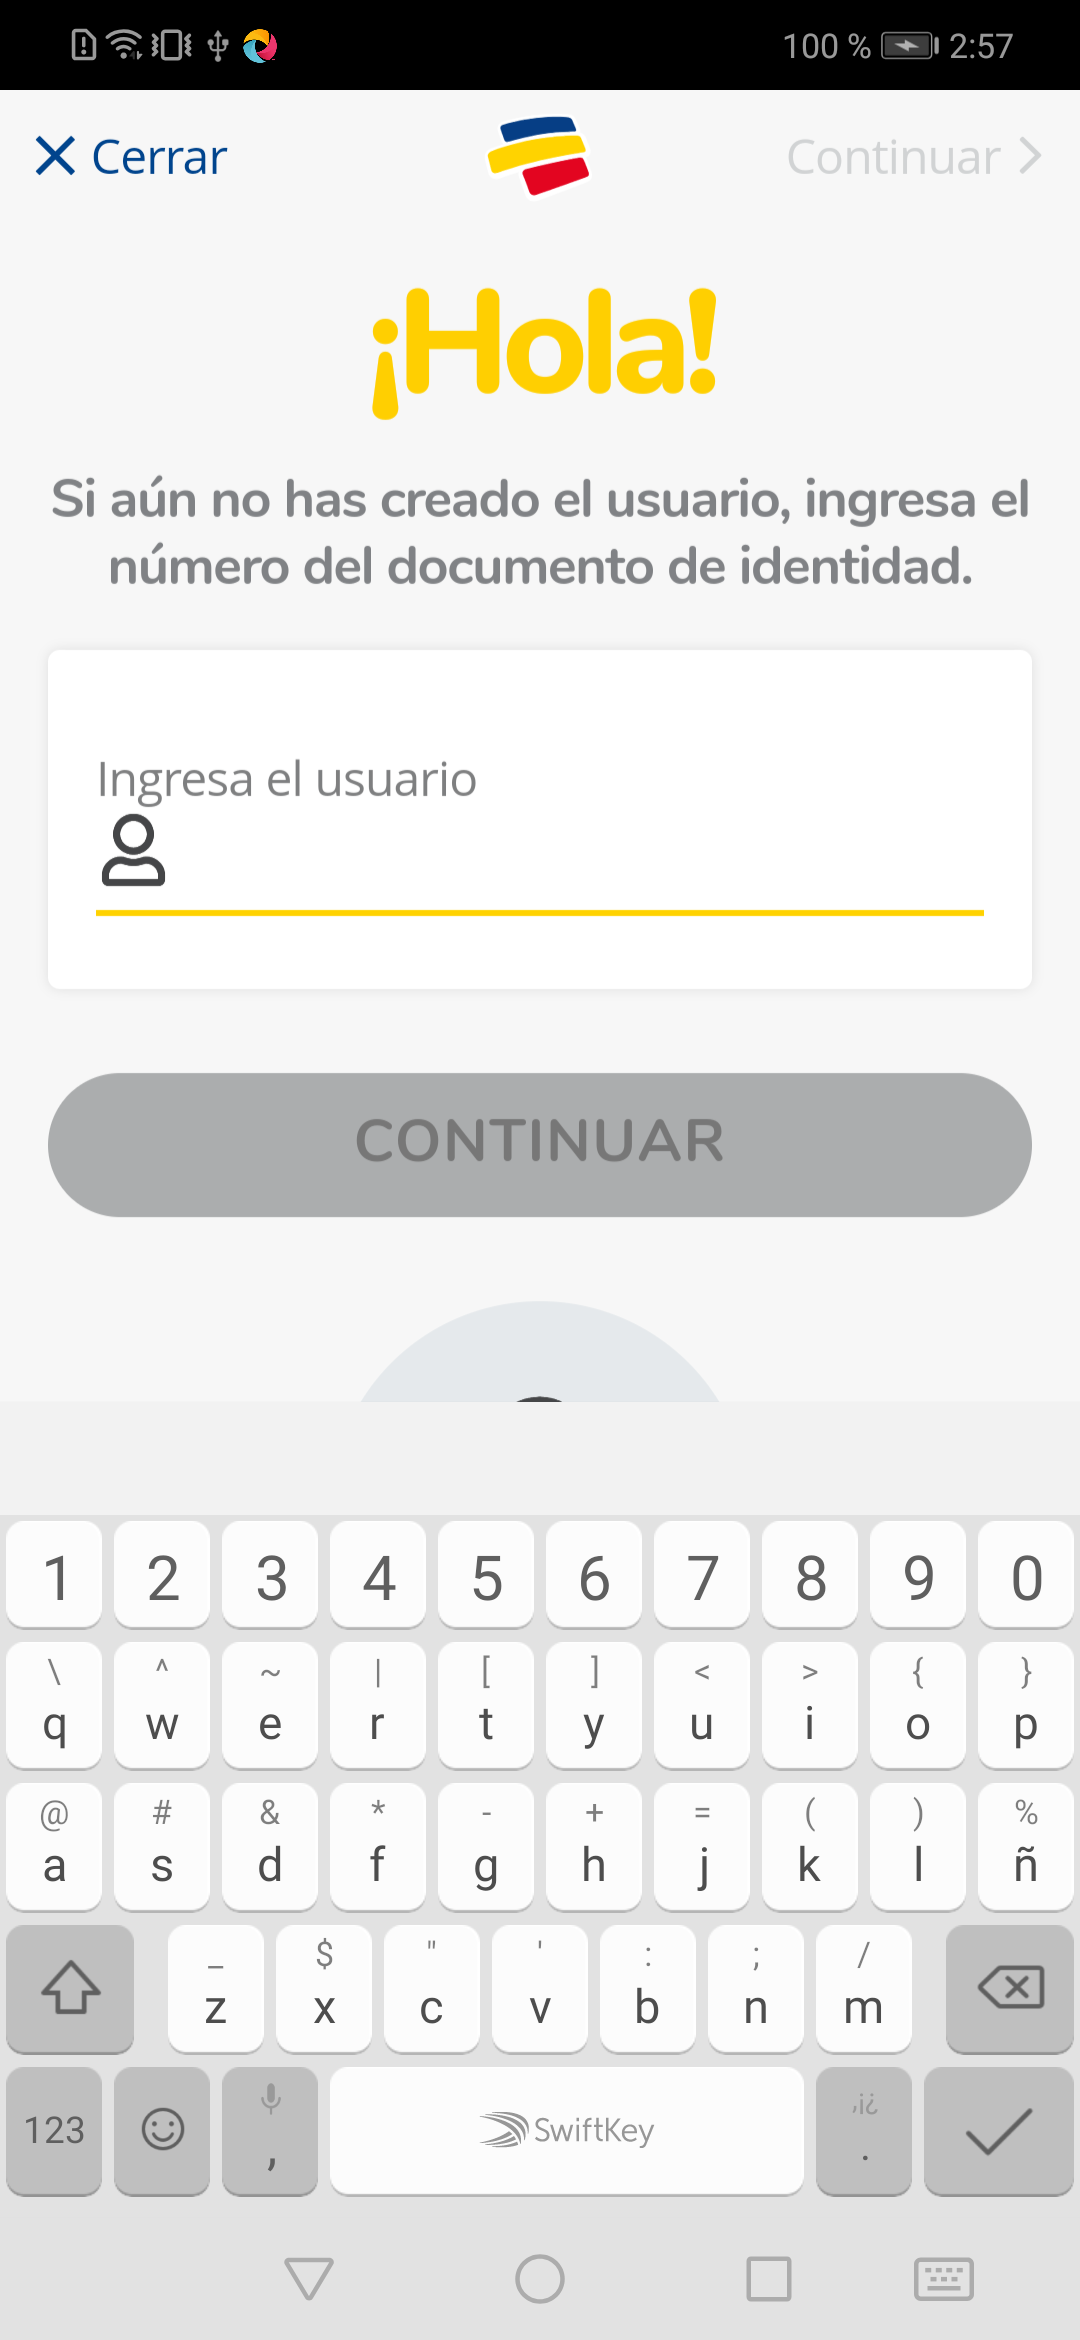 100 % 2:57
Cerrar
Continuar
¡Hola!
Si aún no has creado el usuario, ingresa el
número del documento de identidad.
Ingresa el usuario
CONTINUAR
1 2 3 4 5 6 7 8 9 0
\ ^ ~ | [ ] < > { }
q w e r t y u i o p
@ # & * - + = ( ) %
a s d f g h j k l ñ
_ $ " ' : ; /
z x c v b n m
123 , SwiftKey ,¡¿ .